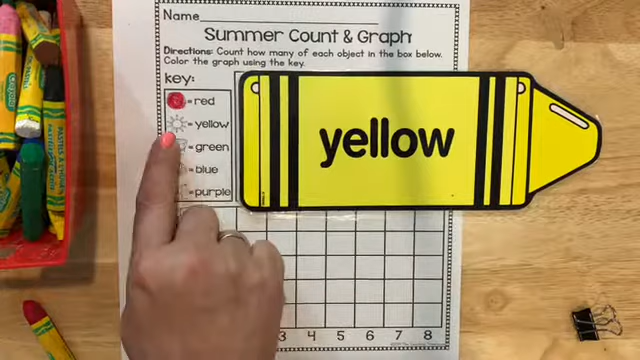 Name
Summer Count & Graph
Directions: Count how many of each object in the box below.
Color the graph using the key.
key:
= red
= yellow
= green
= blue
= purple
yellow
3 4 5 6 7 8